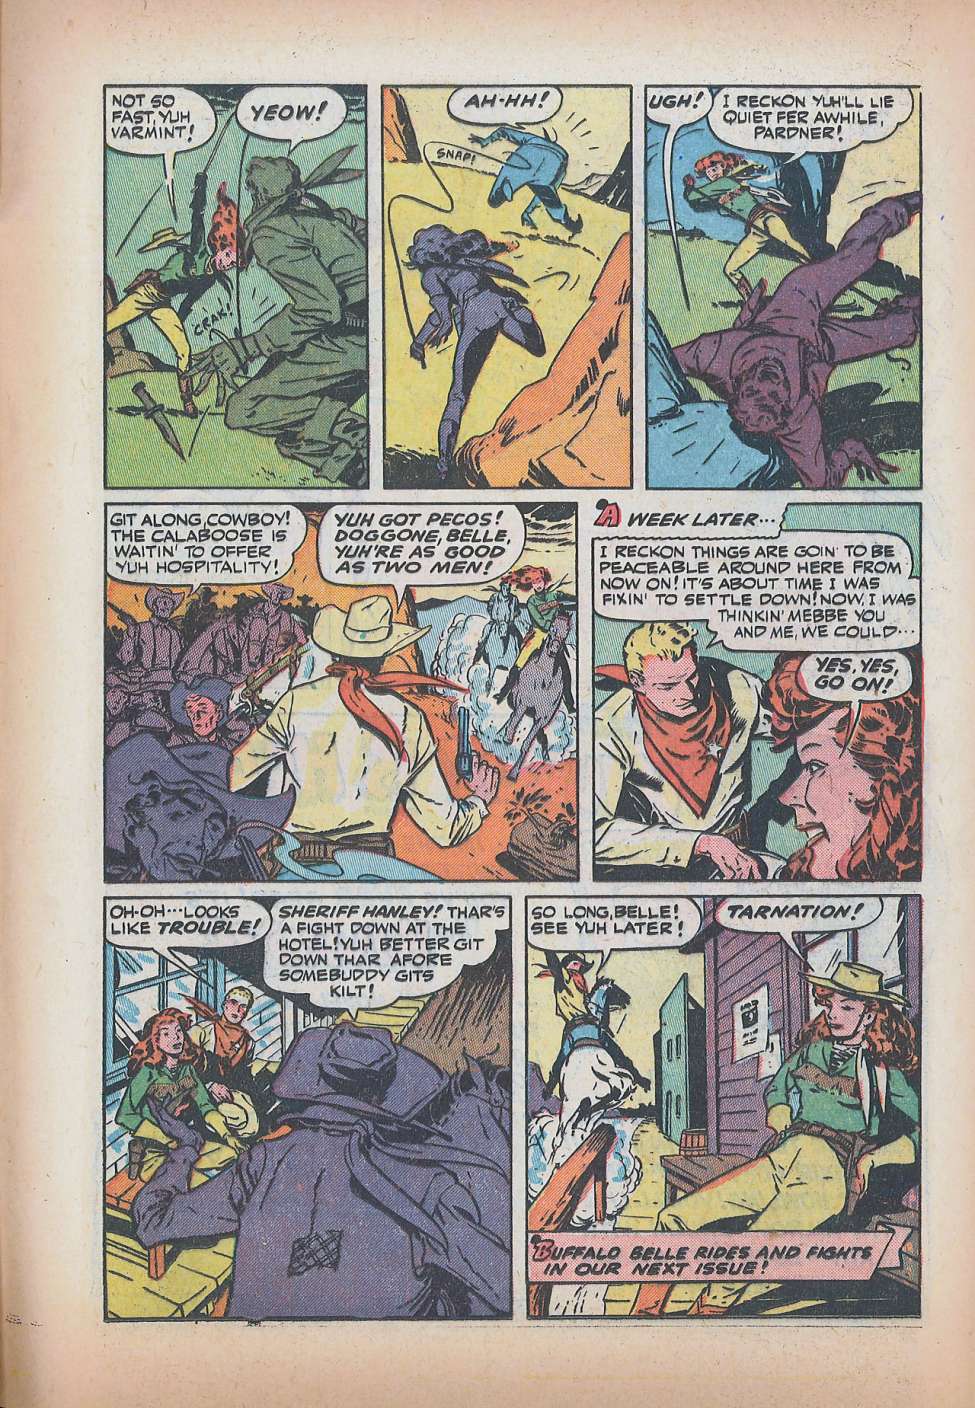 NOT SO
FAST, YUH
VARMINT!
YEOW!
CRAK!
AH-HH!
SNAP!
UGH!
I RECKON YUH'LL LIE
QUIET FER AWHILE,
PARDNER!
GIT ALONG, COWBOY!
THE CALABOOSE IS
WAITIN' TO OFFER
YUH HOSPITALITY!
YUH GOT PECOS!
DOGGONE, BELLE,
YUH'RE AS GOOD
AS TWO MEN!
A WEEK LATER...
I RECKON THINGS ARE GOIN' TO BE
PEACEABLE AROUND HERE FROM
NOW ON! IT'S ABOUT TIME I WAS
FIXIN' TO SETTLE DOWN! NOW, I WAS
THINKIN' MEBBE YOU
AND ME, WE COULD...
YES, YES,
GO ON!
OH-OH...LOOKS
LIKE TROUBLE!
SHERIFF HANLEY! THAR'S
A FIGHT DOWN AT THE
HOTEL! YUH BETTER GIT
DOWN THAR AFORE
SOMEBUDDY GITS
KILT!
SO LONG, BELLE!
SEE YUH LATER!
TARNATION!
BUFFALO BELLE RIDES AND FIGHTS
IN OUR NEXT ISSUE!